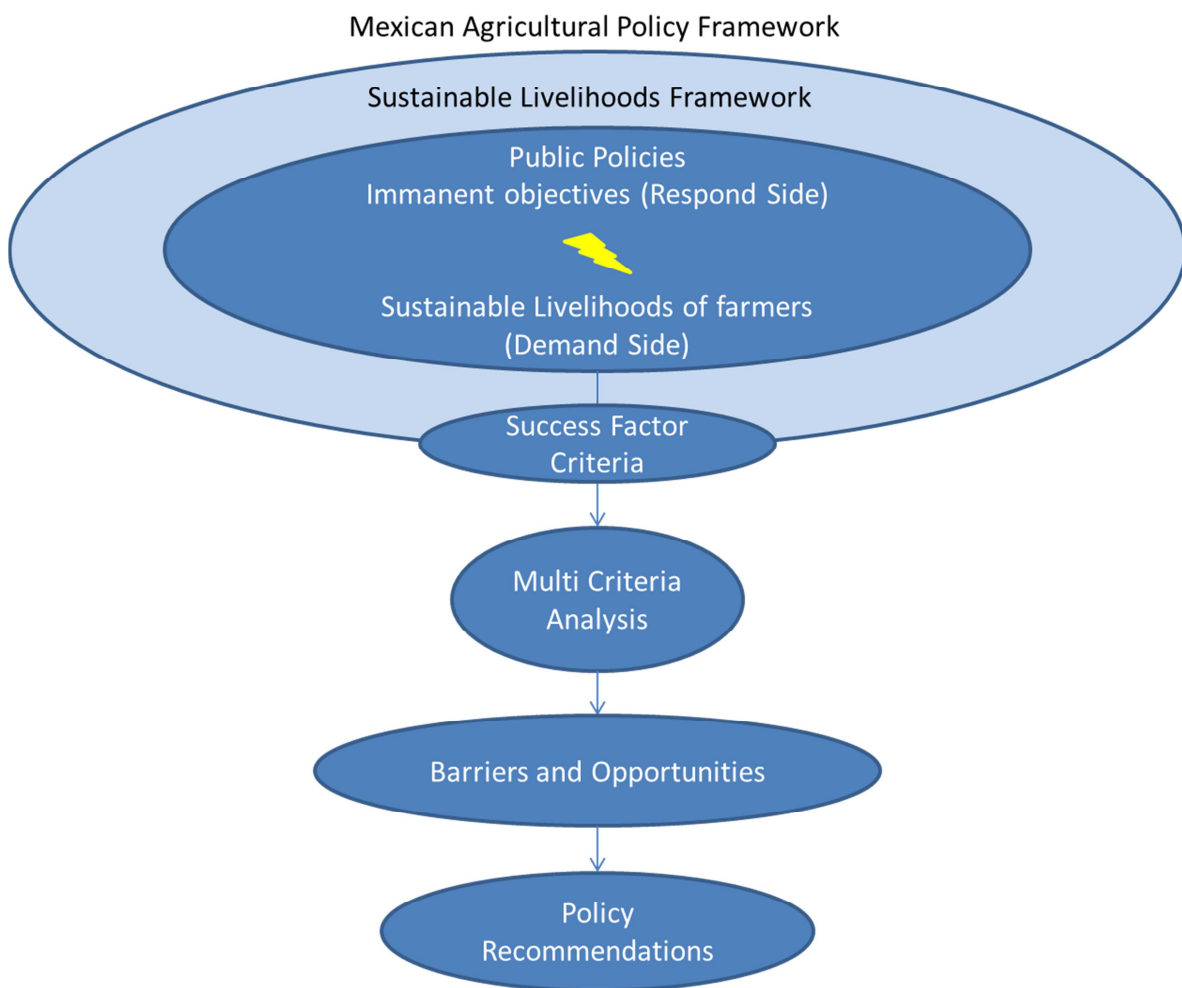 Mexican Agricultural Policy Framework
Sustainable Livelihoods Framework
Public Policies
Immanent objectives (Respond Side)
Sustainable Livelihoods of farmers
(Demand Side)
Success Factor
Criteria
Multi Criteria
Analysis
Barriers and Opportunities
Policy
Recommendations